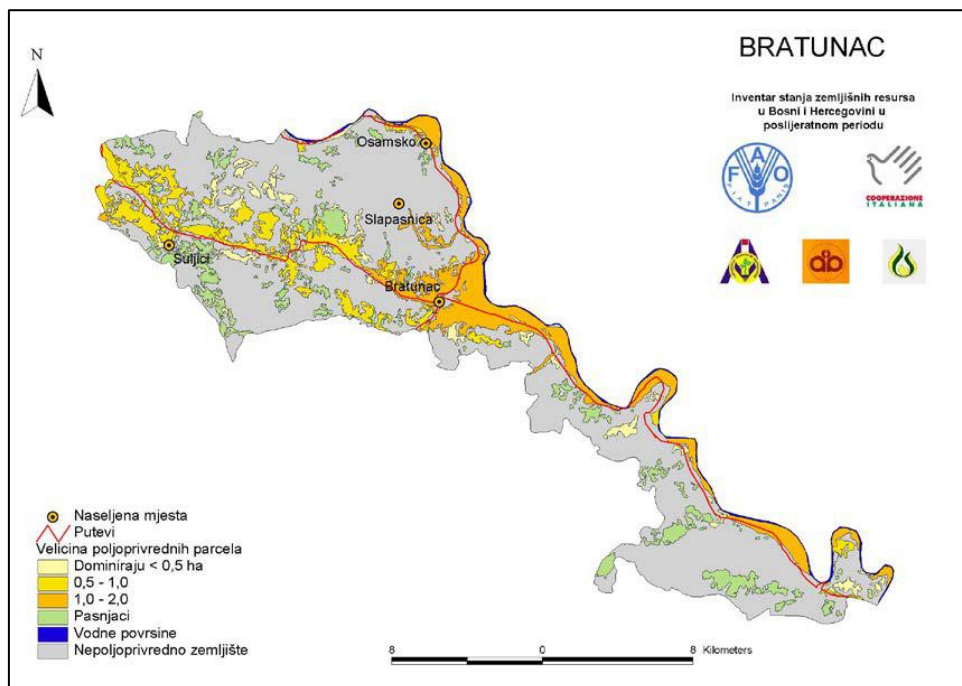 BRATUNAC
Inventar stanja zemljišnih resursa
u Bosni i Hercegovini u
poslijeratnom periodu
N
F A O
FIAT PANIS
COOPERAZIONE
ITALIANA
Osamsko
Slapasnica
Suljici
Bratunac
Naseljena mjesta
Putevi
Velicina poljoprivrednih parcela
Dominiraju < 0,5 ha
0,5 - 1,0
1,0 - 2,0
Pasnjaci
Vodne povrsine
Nepoljoprivredno zemljište
8 0 8 Kilometers